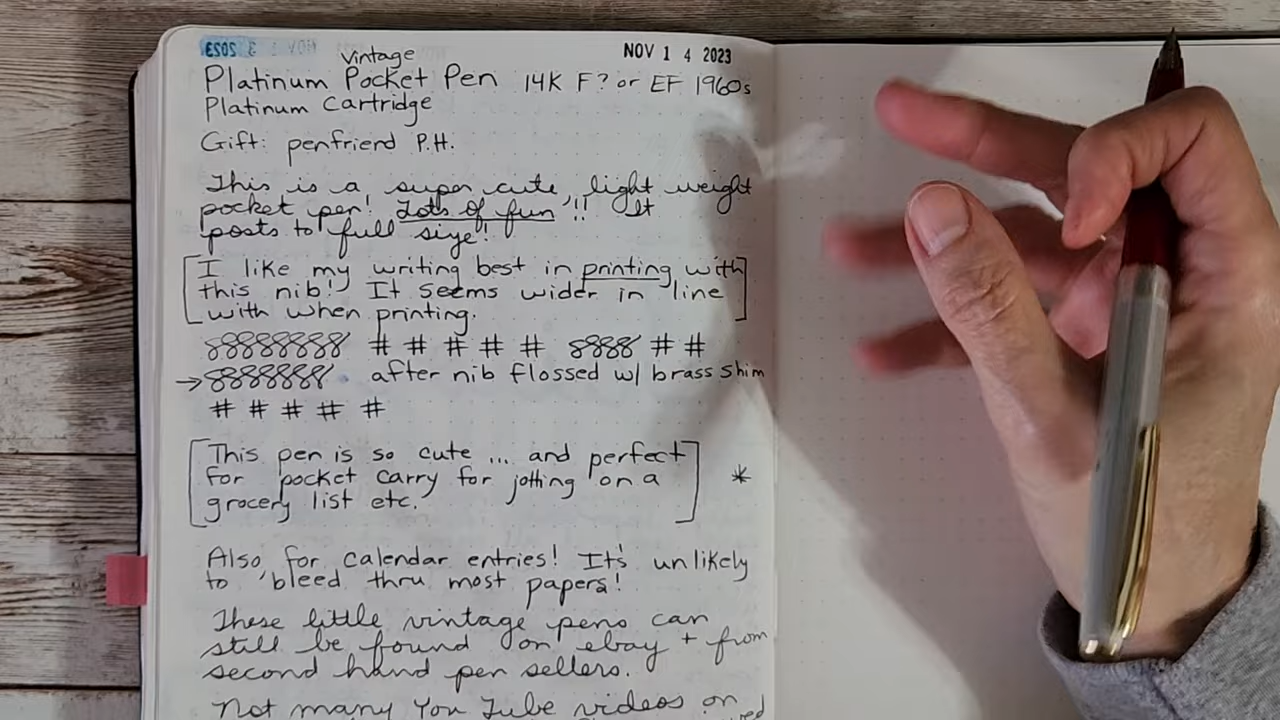 NOV 1 3 2023
NOV 1 4 2023
Vintage
Platinum Pocket Pen 14K F? or EF 1960s
Platinum Cartridge
Gift: penfriend P.H.
This is a super cute, light weight
pocket pen! Lots of fun!! It
posts to full size!
[I like my writing best in printing with
this nib! It seems wider in line
with when printing.]
88888888 # # # # # 8888 # #
→ 8888888 after nib flossed w/ brass shim
# # # # #
[This pen is so cute ... and perfect
for pocket carry for jotting on a *
grocery list etc.]
Also for calendar entries! It's unlikely
to bleed thru most papers!
These little vintage pens can
still be found on ebay + from
second hand pen sellers.
Not many You Tube videos on